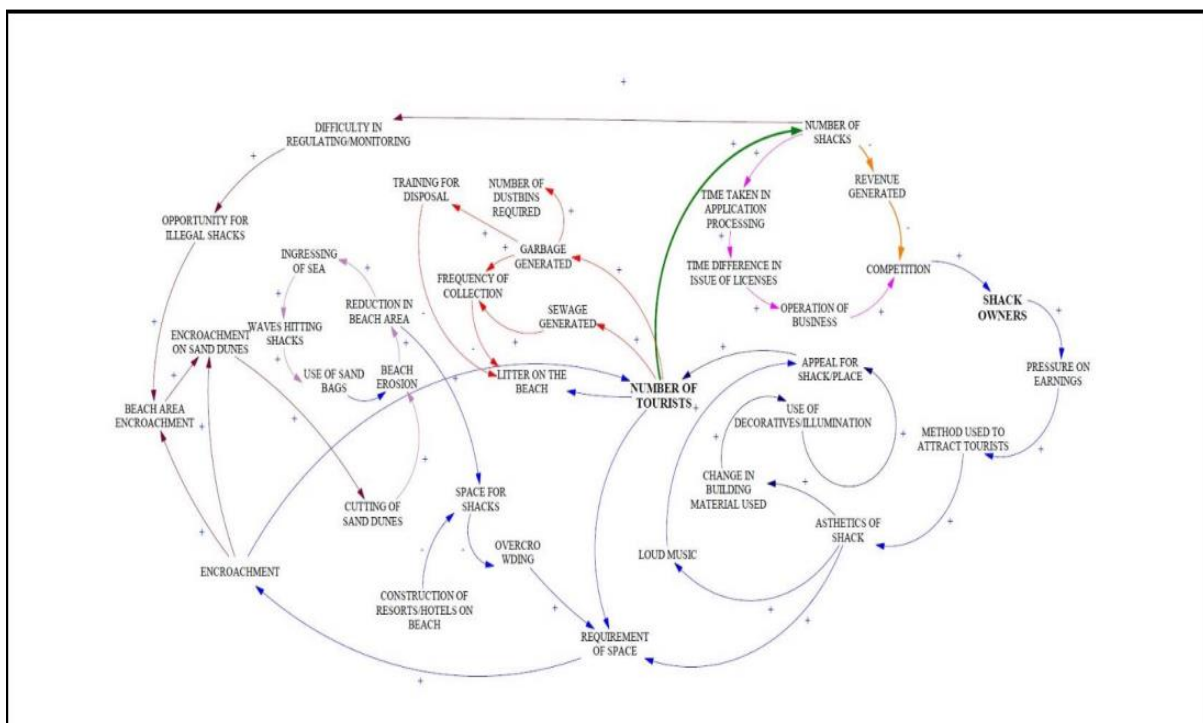 NUMBER OF
SHACKS
DIFFICULTY IN
REGULATING/MONITORING
TRAINING FOR
DISPOSAL
NUMBER OF
DUSTBINS
REQUIRED
TIME TAKEN IN
APPLICATION
PROCESSING
REVENUE
GENERATED
OPPORTUNITY FOR
ILLEGAL SHACKS
INGRESSING
OF SEA
GARBAGE
GENERATED
FREQUENCY OF
COLLECTION
TIME DIFFERENCE IN
ISSUE OF LICENSES
COMPETITION
REDUCTION IN
BEACH AREA
SEWAGE
GENERATED
OPERATION OF
BUSINESS
SHACK
OWNERS
WAVES HITTING
SHACKS
ENCROACHMENT
ON SAND DUNES
USE OF SAND
BAGS
BEACH
EROSION
LITTER ON THE
BEACH
NUMBER OF
TOURISTS
APPEAL FOR
SHACK/PLACE
PRESSURE ON
EARNINGS
BEACH AREA
ENCROACHMENT
USE OF
DECORATIVES/ILLUMINATION
METHOD USED TO
ATTRACT TOURISTS
CHANGE IN
BUILDING
MATERIAL USED
CUTTING OF
SAND DUNES
SPACE FOR
SHACKS
ASTHETICS OF
SHACK
OVERCRO
WDING
LOUD MUSIC
ENCROACHMENT
CONSTRUCTION OF
RESORTS/HOTELS ON
BEACH
REQUIREMENT
OF SPACE